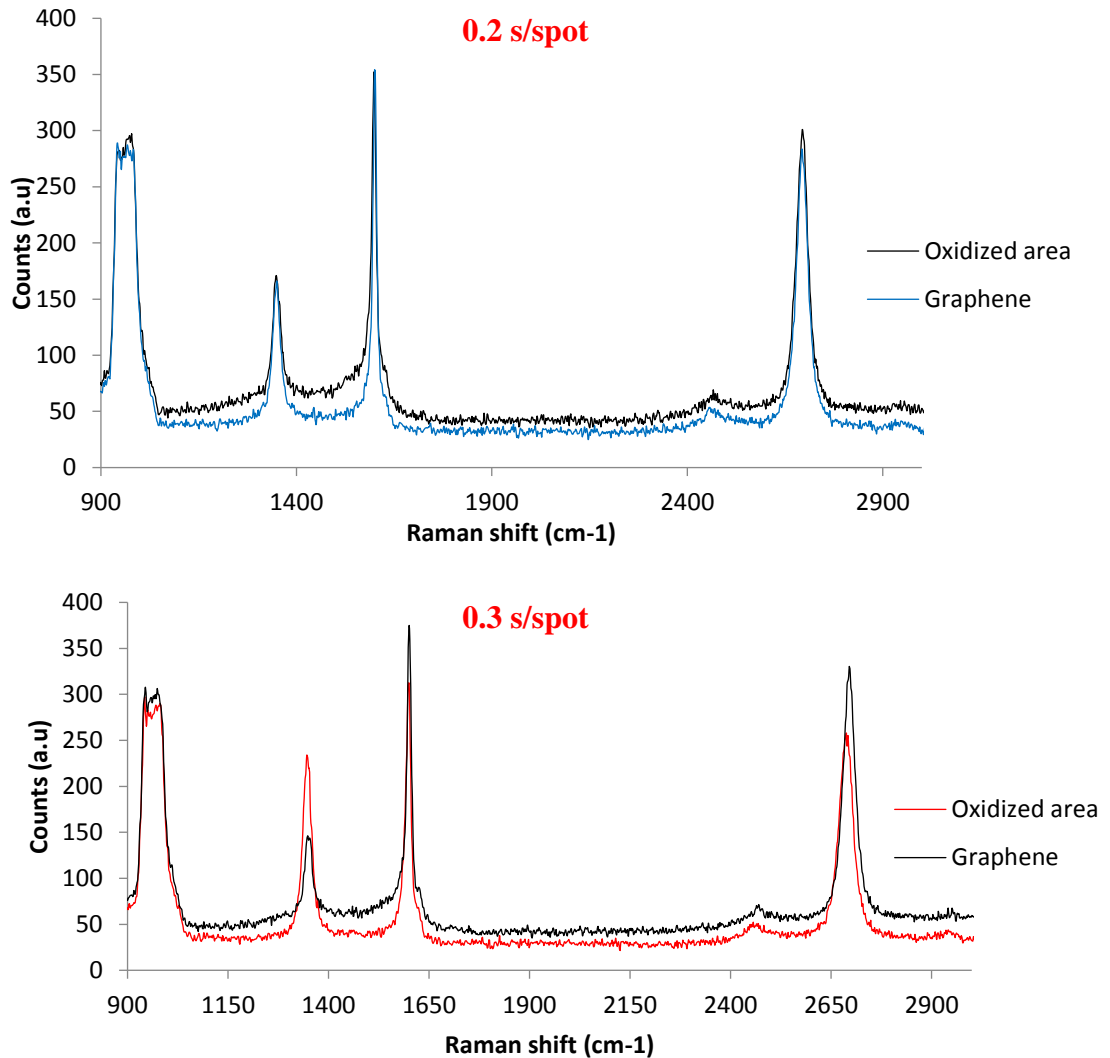 0.2 s/spot
400
350
300
250
200
150
100
50
0
Counts (a.u)
900 1400 1900 2400 2900
Raman shift (cm-1)
Oxidized area
Graphene
0.3 s/spot
400
350
300
250
200
150
100
50
0
Counts (a.u)
900 1150 1400 1650 1900 2150 2400 2650 2900
Raman shift (cm-1)
Oxidized area
Graphene